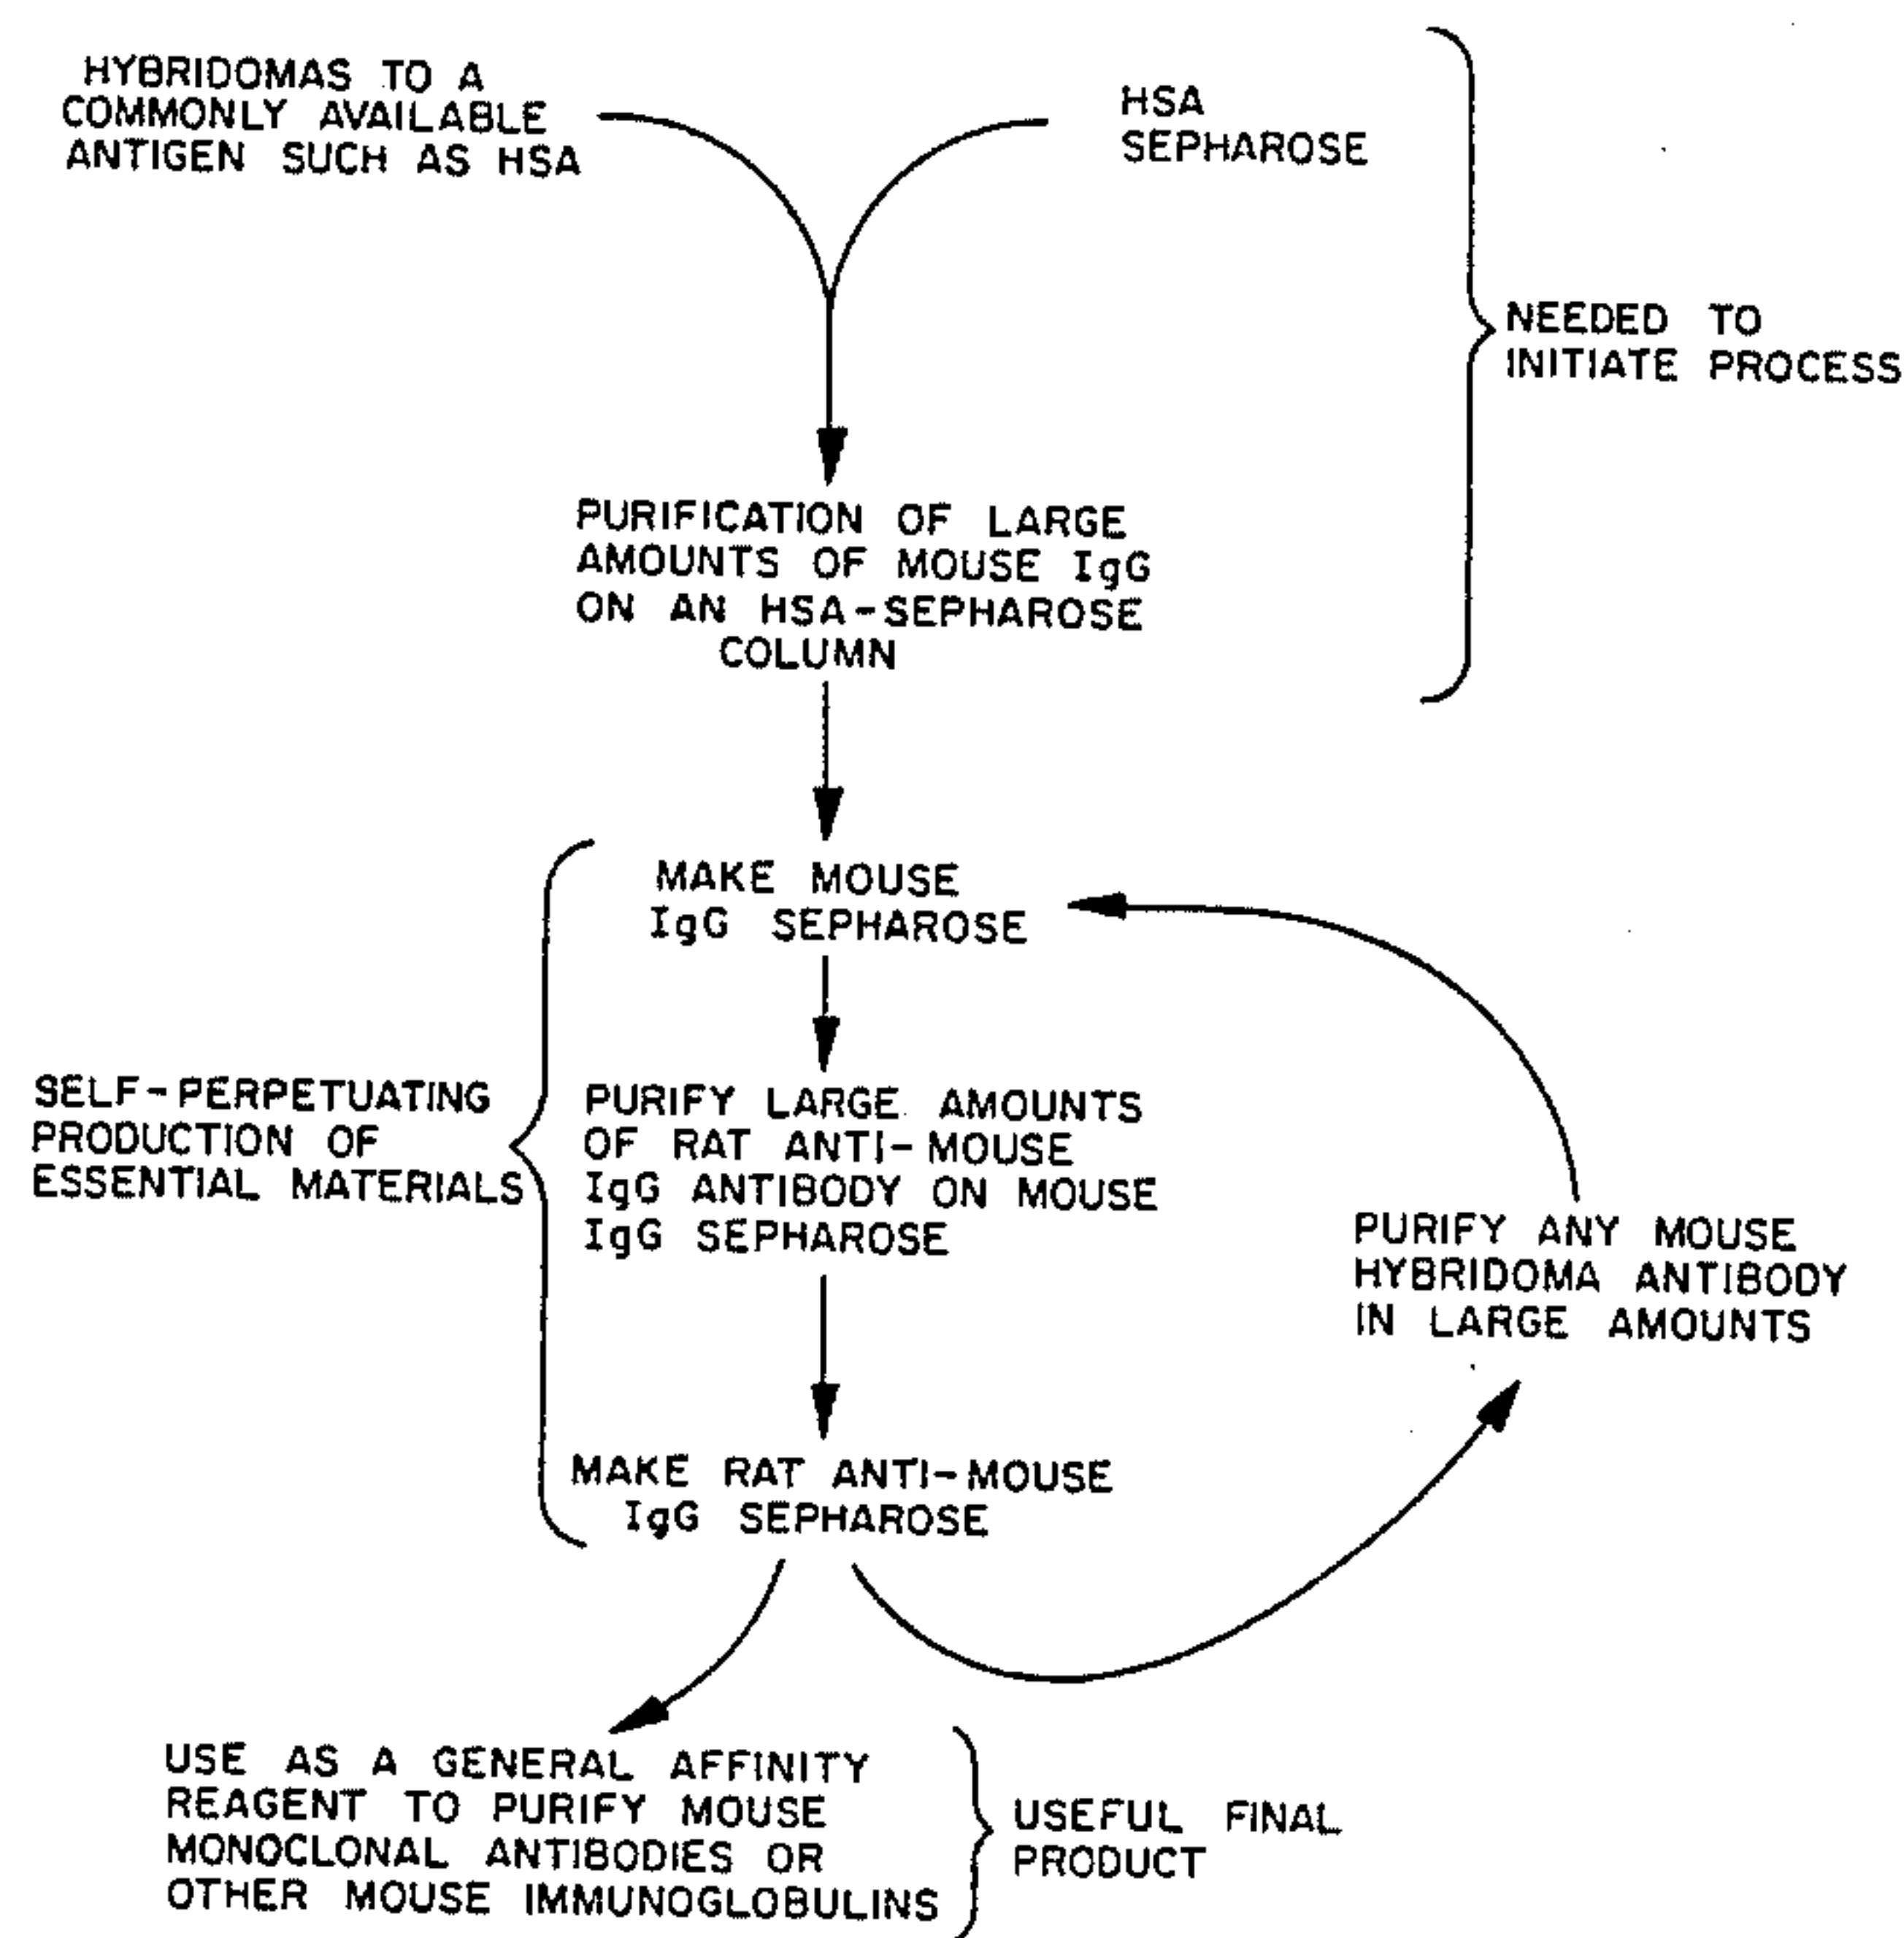 HYBRIDOMAS TO A
COMMONLY AVAILABLE
ANTIGEN SUCH AS HSA
HSA
SEPHAROSE
NEEDED TO
INITIATE PROCESS
PURIFICATION OF LARGE
AMOUNTS OF MOUSE IgG
ON AN HSA-SEPHAROSE
COLUMN
MAKE MOUSE
IgG SEPHAROSE
SELF-PERPETUATING
PRODUCTION OF
ESSENTIAL MATERIALS
PURIFY LARGE AMOUNTS
OF RAT ANTI-MOUSE
IgG ANTIBODY ON MOUSE
IgG SEPHAROSE
PURIFY ANY MOUSE
HYBRIDOMA ANTIBODY
IN LARGE AMOUNTS
MAKE RAT ANTI-MOUSE
IgG SEPHAROSE
USE AS A GENERAL AFFINITY
REAGENT TO PURIFY MOUSE
MONOCLONAL ANTIBODIES OR
OTHER MOUSE IMMUNOGLOBULINS
USEFUL FINAL
PRODUCT